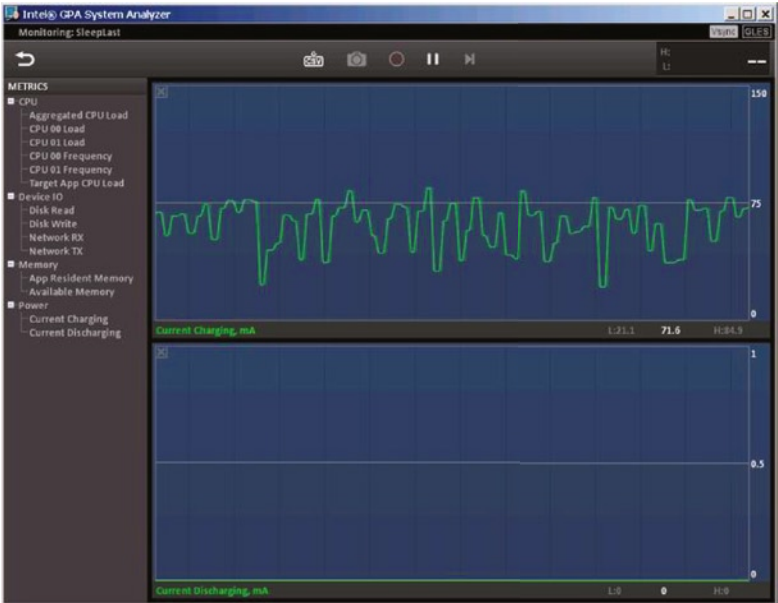 Intel® GPA System Analyzer
Monitoring: SleepLast
Vsync GLES
CSV
H:
L:
--
METRICS
CPU
Aggregated CPU Load
CPU 00 Load
CPU 01 Load
CPU 00 Frequency
CPU 01 Frequency
Target App CPU Load
Device IO
Disk Read
Disk Write
Network RX
Network TX
Memory
App Resident Memory
Available Memory
Power
Current Charging
Current Discharging
150
75
0
Current Charging, mA L:21.1 71.6 H:84.9
1
0.5
0
Current Discharging, mA L:0 0 H:0